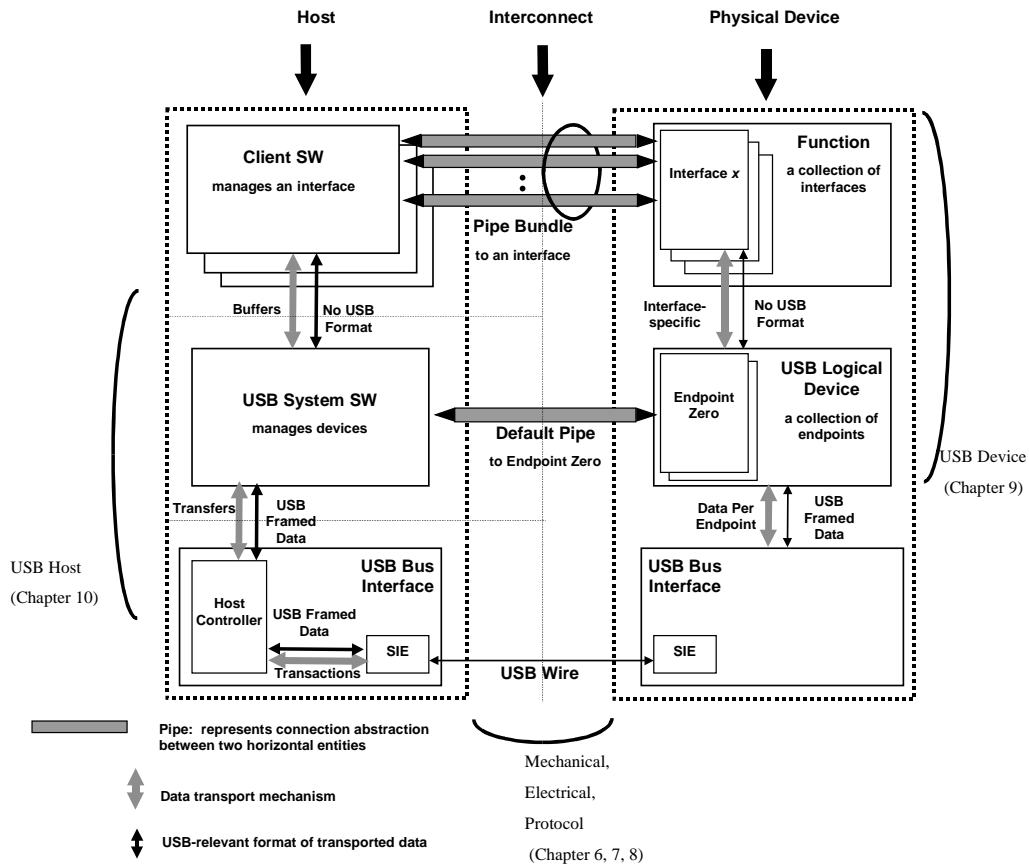 Host
Interconnect
Physical Device
Client SW
manages an interface
Pipe Bundle
to an interface
Interface x
Function
a collection of
interfaces
Buffers
No USB
Format
Interface-
specific
No USB
Format
USB System SW
manages devices
Default Pipe
to Endpoint Zero
Endpoint
Zero
USB Logical
Device
a collection of
endpoints
USB Device
(Chapter 9)
Transfers
USB
Framed
Data
Data Per
Endpoint
USB
Framed
Data
USB Host
(Chapter 10)
USB Bus
Interface
Host
Controller
USB Framed
Data
Transactions
SIE
USB Wire
USB Bus
Interface
SIE
Pipe: represents connection abstraction
between two horizontal entities
Data transport mechanism
USB-relevant format of transported data
Mechanical,
Electrical,
Protocol
(Chapter 6, 7, 8)